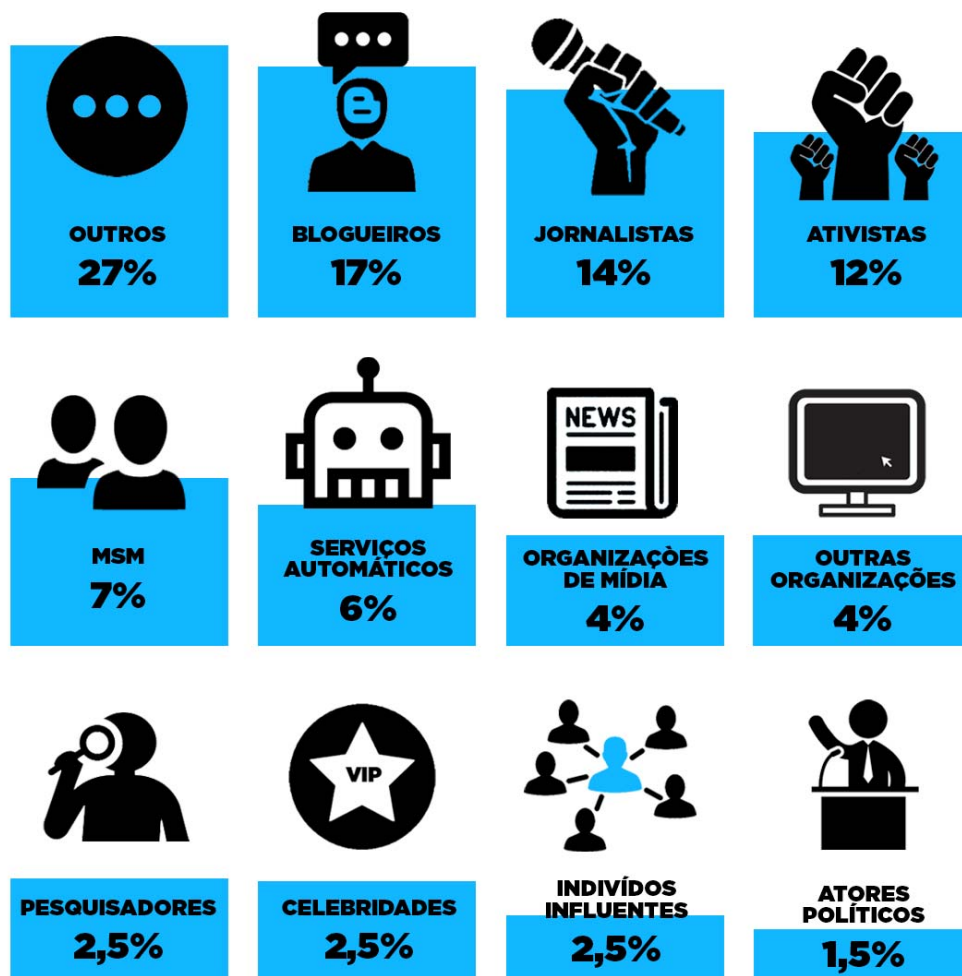 OUTROS
27%
BLOGUEIROS
17%
JORNALISTAS
14%
ATIVISTAS
12%
MSM
7%
SERVIÇOS
AUTOMÁTICOS
6%
NEWS
ORGANIZAÇÒES
DE MÍDIA
4%
OUTRAS
ORGANIZAÇÕES
4%
PESQUISADORES
2,5%
VIP
CELEBRIDADES
2,5%
INDIVÍDOS
INFLUENTES
2,5%
ATORES
POLÍTICOS
1,5%